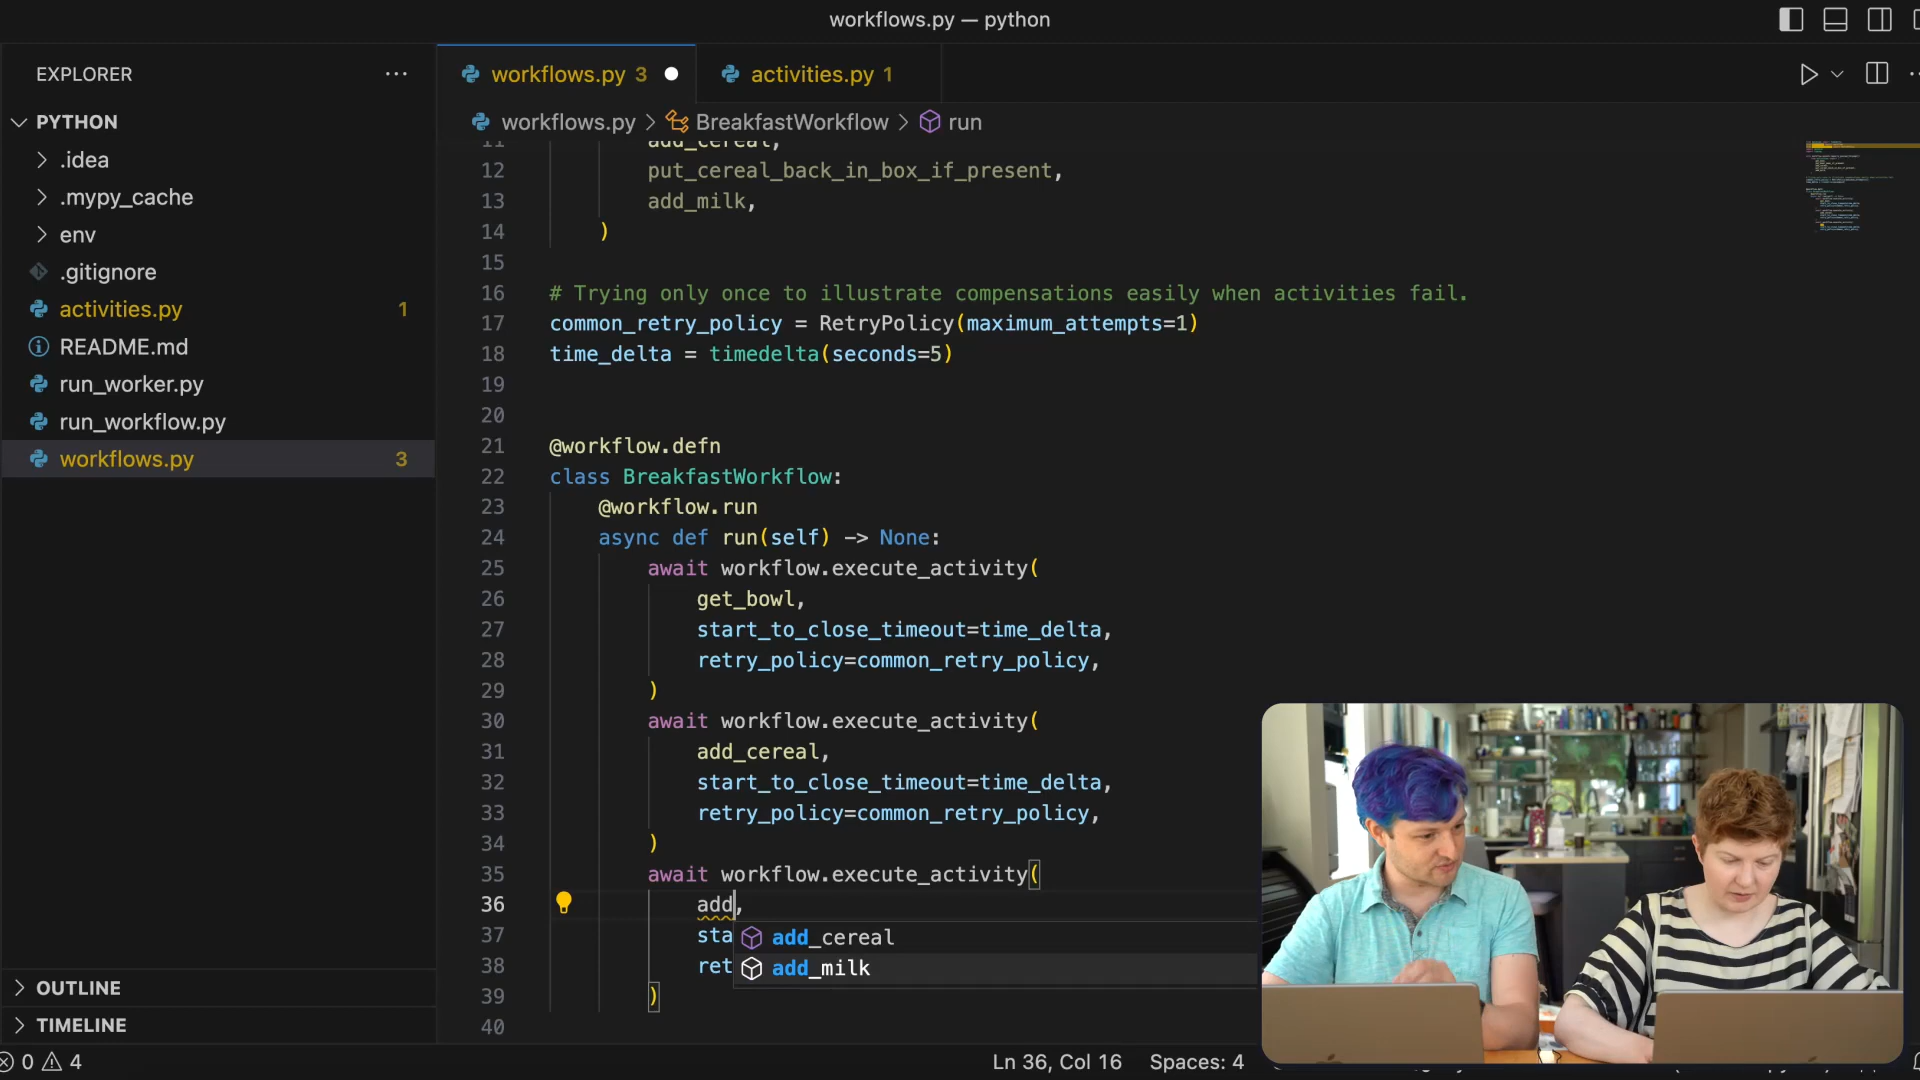 workflows.py — python
EXPLORER
workflows.py 3
activities.py 1
PYTHON
workflows.py > BreakfastWorkflow > run
.idea
.mypy_cache
env
.gitignore
activities.py 1
README.md
run_worker.py
run_workflow.py
workflows.py 3
OUTLINE
TIMELINE
11 add_cereal,
12 put_cereal_back_in_box_if_present,
13 add_milk,
14 )
15
16 # Trying only once to illustrate compensations easily when activities fail.
17 common_retry_policy = RetryPolicy(maximum_attempts=1)
18 time_delta = timedelta(seconds=5)
19
20
21 @workflow.defn
22 class BreakfastWorkflow:
23 @workflow.run
24 async def run(self) -> None:
25 await workflow.execute_activity(
26 get_bowl,
27 start_to_close_timeout=time_delta,
28 retry_policy=common_retry_policy,
29 )
30 await workflow.execute_activity(
31 add_cereal,
32 start_to_close_timeout=time_delta,
33 retry_policy=common_retry_policy,
34 )
35 await workflow.execute_activity(
36 add,
37 sta
38 ret
39 )
40
add_cereal
add_milk
0 4
Ln 36, Col 16 Spaces: 4